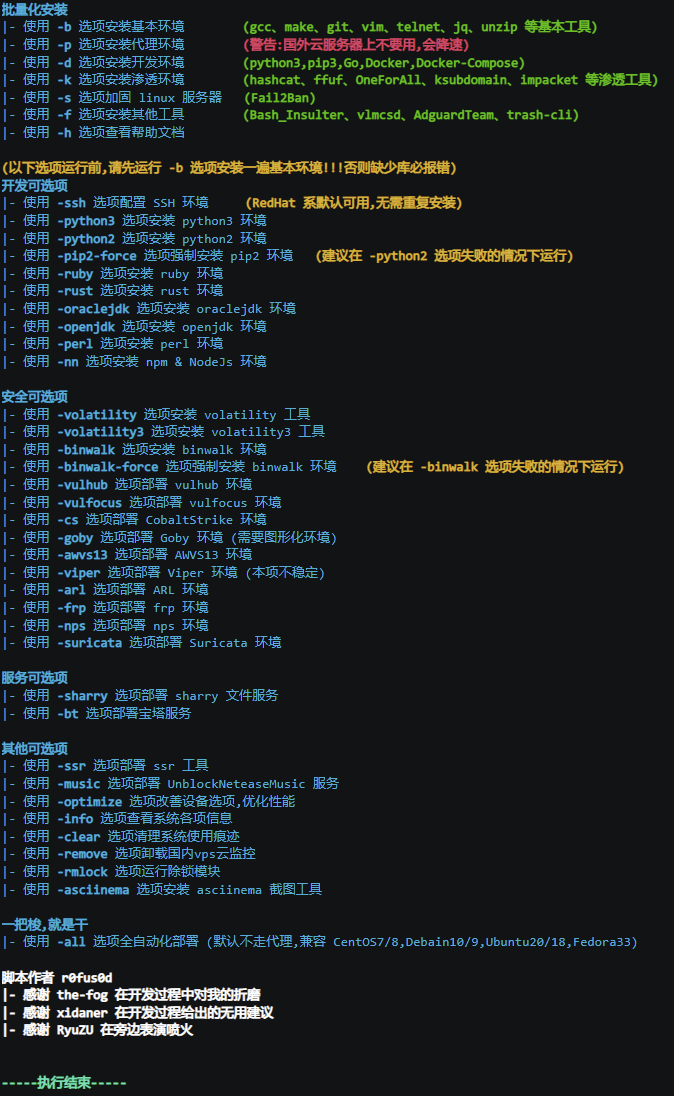 批量化安装
|- 使用 -b 选项安装基本环境 (gcc、make、git、vim、telnet、jq、unzip 等基本工具)
|- 使用 -p 选项安装代理环境 (警告:国外云服务器上不要用,会降速)
|- 使用 -d 选项安装开发环境 (python3,pip3,Go,Docker,Docker-Compose)
|- 使用 -k 选项安装渗透环境 (hashcat、ffuf、OneForAll、ksubdomain、impacket 等渗透工具)
|- 使用 -s 选项加固 linux 服务器 (Fail2Ban)
|- 使用 -f 选项安装其他工具 (Bash_Insulter、vlmcsd、AdguardTeam、trash-cli)
|- 使用 -h 选项查看帮助文档
(以下选项运行前,请先运行 -b 选项安装一遍基本环境!!!否则缺少库必报错)
开发可选项
|- 使用 -ssh 选项配置 SSH 环境 (RedHat 系默认可用,无需重复安装)
|- 使用 -python3 选项安装 python3 环境
|- 使用 -python2 选项安装 python2 环境
|- 使用 -pip2-force 选项强制安装 pip2 环境 (建议在 -python2 选项失败的情况下运行)
|- 使用 -ruby 选项安装 ruby 环境
|- 使用 -rust 选项安装 rust 环境
|- 使用 -oraclejdk 选项安装 oraclejdk 环境
|- 使用 -openjdk 选项安装 openjdk 环境
|- 使用 -perl 选项安装 perl 环境
|- 使用 -nn 选项安装 npm & NodeJs 环境
安全可选项
|- 使用 -volatility 选项安装 volatility 工具
|- 使用 -volatility3 选项安装 volatility3 工具
|- 使用 -binwalk 选项安装 binwalk 环境
|- 使用 -binwalk-force 选项强制安装 binwalk 环境 (建议在 -binwalk 选项失败的情况下运行)
|- 使用 -vulhub 选项部署 vulhub 环境
|- 使用 -vulfocus 选项部署 vulfocus 环境
|- 使用 -cs 选项部署 CobaltStrike 环境
|- 使用 -goby 选项部署 Goby 环境 (需要图形化环境)
|- 使用 -awvs13 选项部署 AWVS13 环境
|- 使用 -viper 选项部署 Viper 环境 (本项不稳定)
|- 使用 -arl 选项部署 ARL 环境
|- 使用 -frp 选项部署 frp 环境
|- 使用 -nps 选项部署 nps 环境
|- 使用 -suricata 选项部署 Suricata 环境
服务可选项
|- 使用 -sharry 选项部署 sharry 文件服务
|- 使用 -bt 选项部署宝塔服务
其他可选项
|- 使用 -ssr 选项部署 ssr 工具
|- 使用 -music 选项部署 UnblockNeteaseMusic 服务
|- 使用 -optimize 选项改善设备选项,优化性能
|- 使用 -info 选项查看系统各项信息
|- 使用 -clear 选项清理系统使用痕迹
|- 使用 -remove 选项卸载国内vps云监控
|- 使用 -rmlock 选项运行除锁模块
|- 使用 -asciinema 选项安装 asciinema 截图工具
一把梭,就是干
|- 使用 -all 选项全自动化部署 (默认不走代理,兼容 CentOS7/8,Debain10/9,Ubuntu20/18,Fedora33)
脚本作者 r0fus0d
|- 感谢 the-fog 在开发过程中对我的折磨
|- 感谢 xidaner 在开发过程给出的无用建议
|- 感谢 RyuZU 在旁边表演喷火
-----执行结束-----